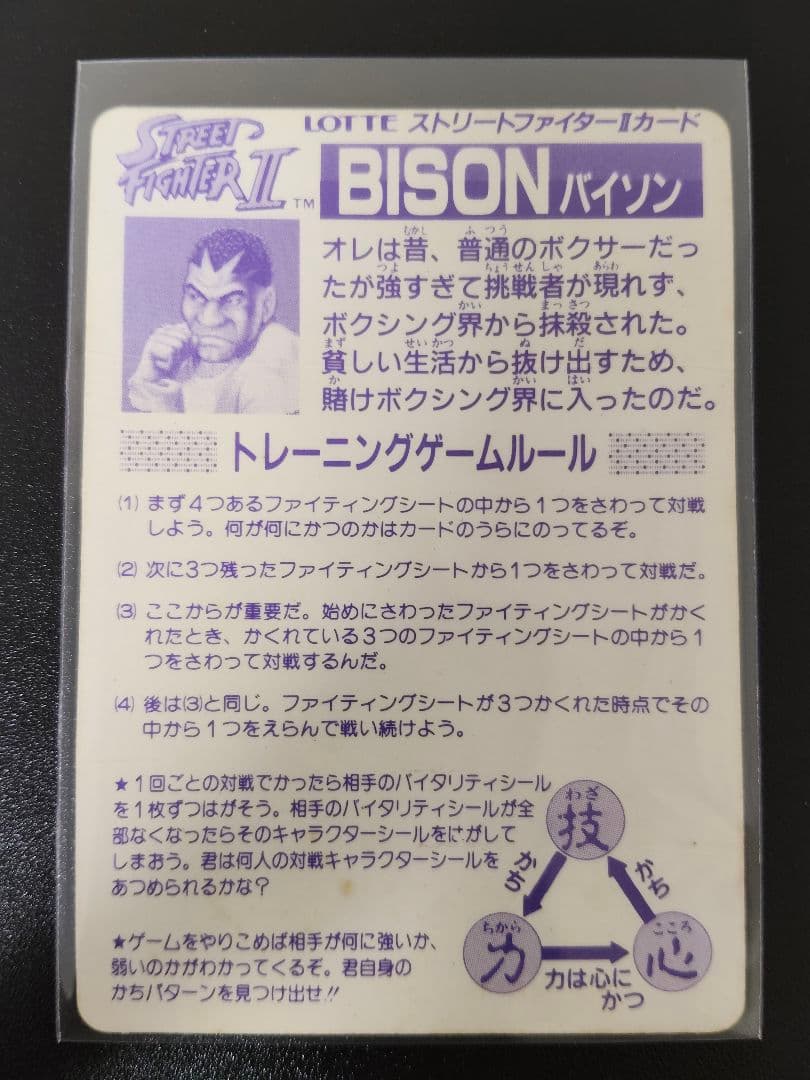 STREET
FIGHTER II TM
LOTTE ストリートファイターIIカード
BISON バイソン
オレは昔、普通のボクサーだっ
たが強すぎて挑戦者が現れず、
ボクシング界から抹殺された。
貧しい生活から抜け出すため、
賭けボクシング界に入ったのだ。
トレーニングゲームルール
(1) まず4つあるファイティングシートの中から1つをさわって対戦
しよう。何が何にかつのかはカードのうらにのってるぞ。
(2) 次に3つ残ったファイティングシートから1つをさわって対戦だ。
(3) ここからが重要だ。始めにさわったファイティングシートがかく
れたとき、かくれている3つのファイティングシートの中から1
つをさわって対戦するんだ。
(4) 後は(3)と同じ。ファイティングシートが3つかくれた時点でその
中から1つをえらんで戦い続けよう。
★1回ごとの対戦でかったら相手のバイタリティシール
を1枚ずつはがそう。相手のバイタリティシールが全
部なくなったらそのキャラクターシールをはがして
しまおう。君は何人の対戦キャラクターシールを
あつめられるかな?
★ゲームをやりこめば相手が何に強いか、
弱いのかがわかってくるぞ。君自身の
かちパターンを見つけ出せ!!
わざ
技
かち
かち
ちから
力
こころ
心
力は心に
かつ